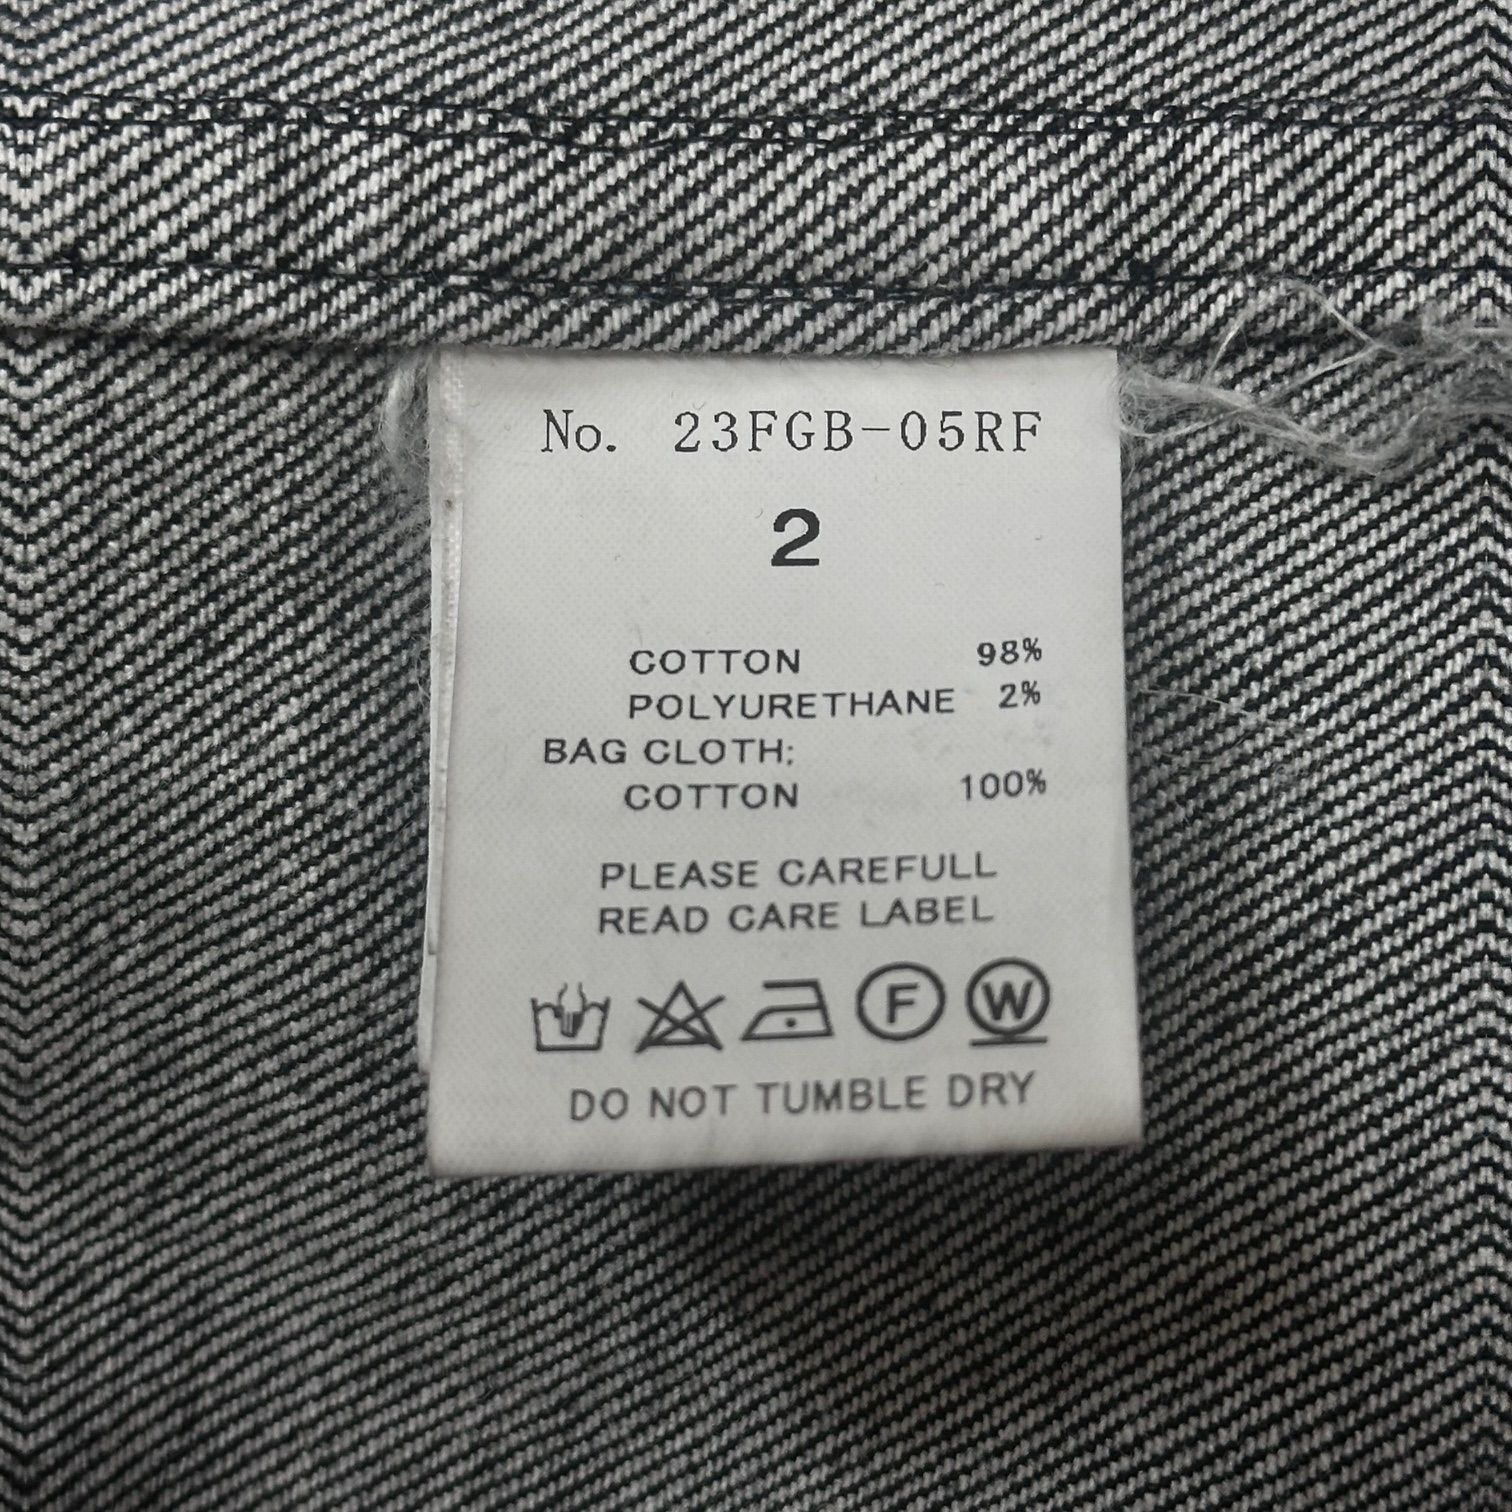 No. 23FGB-05RF
2
COTTON 98%
POLYURETHANE 2%
BAG CLOTH:
COTTON 100%
PLEASE CAREFULL
READ CARE LABEL
F W
DO NOT TUMBLE DRY